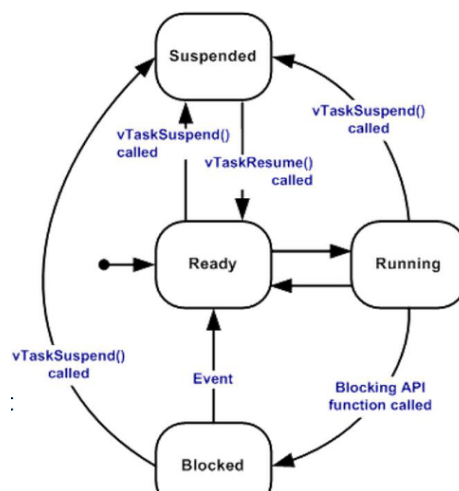 Suspended
vTaskSuspend()
called
vTaskSuspend()
called
vTaskResume()
called
Ready
Running
vTaskSuspend()
called
Event
Blocking API
function called
:
Blocked